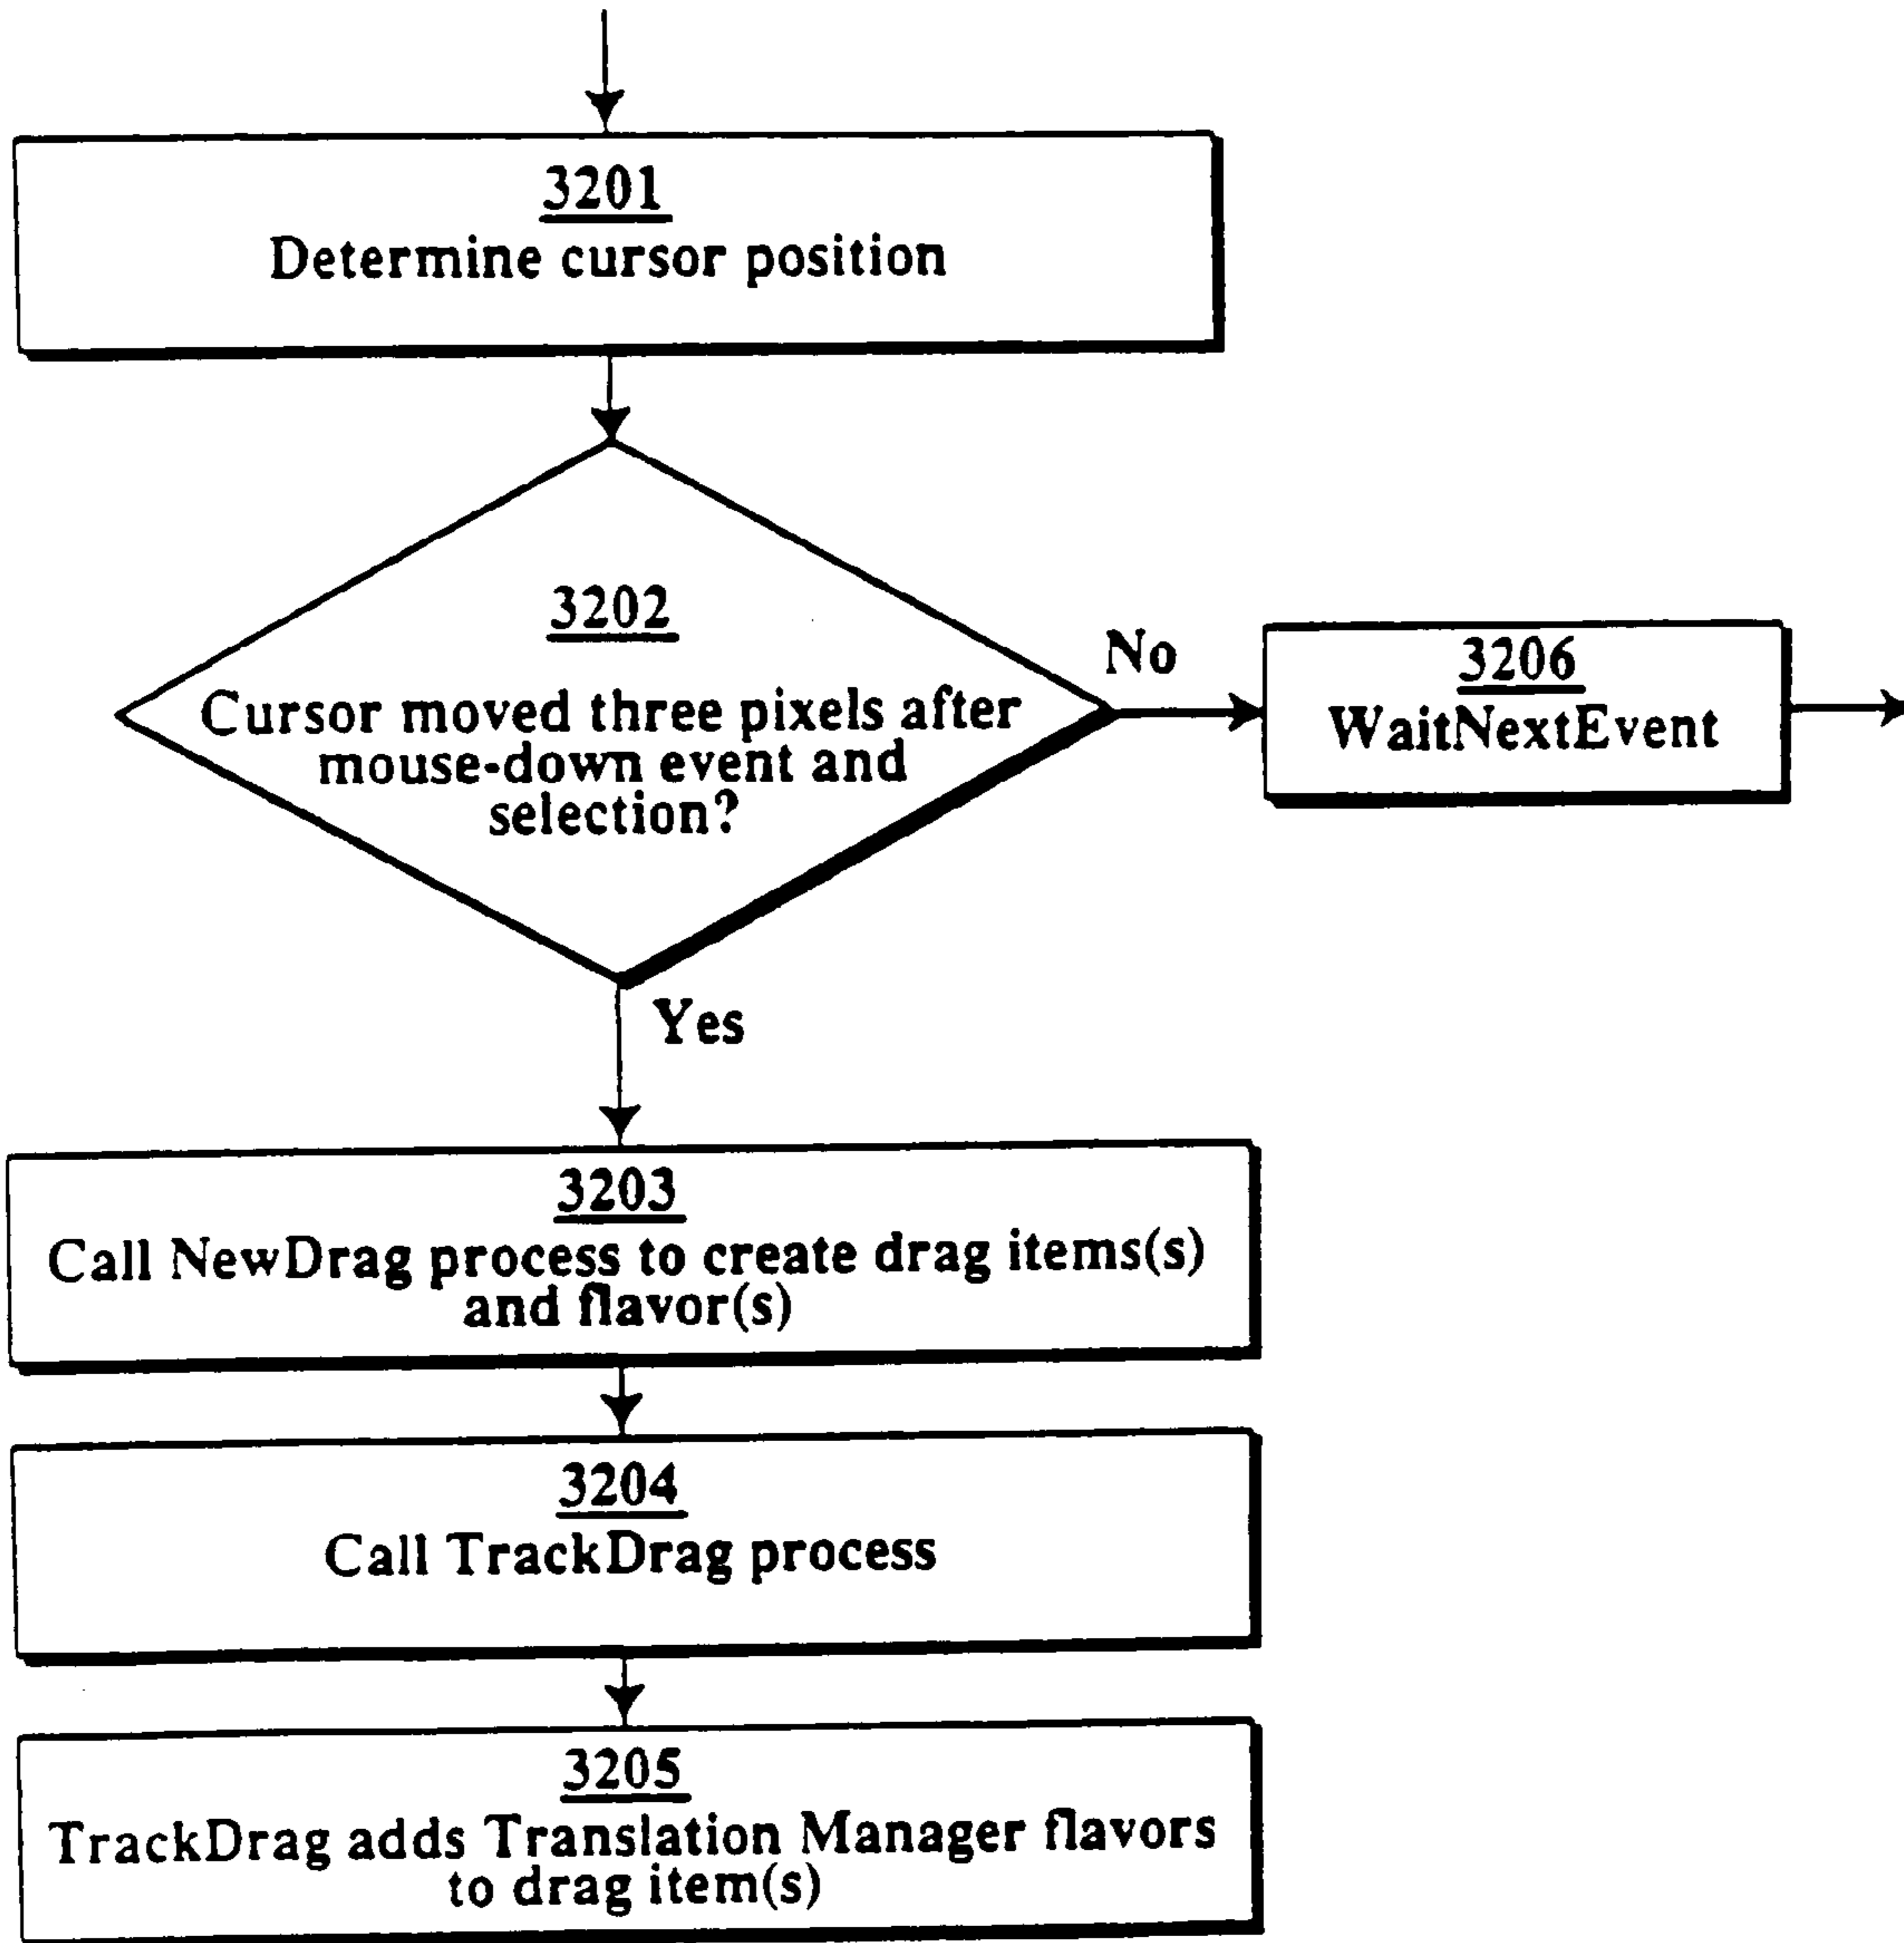 3201
Determine cursor position
3202
Cursor moved three pixels after
mouse-down event and
selection?
No
3206
WaitNextEvent
Yes
3203
Call NewDrag process to create drag items(s)
and flavor(s)
3204
Call TrackDrag process
3205
TrackDrag adds Translation Manager flavors
to drag item(s)